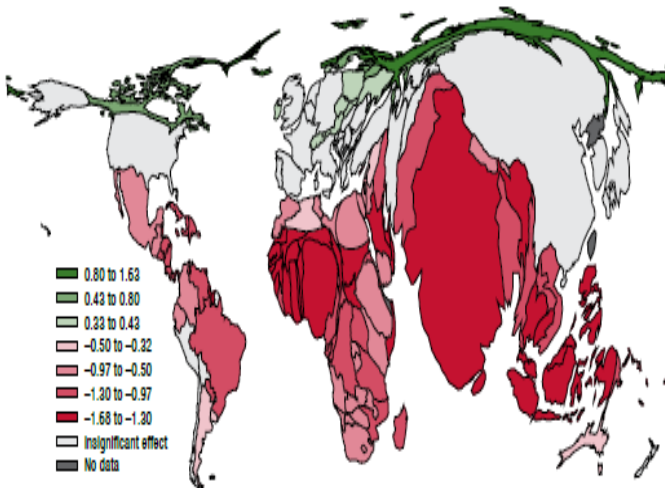 0.80 to 1.63
0.43 to 0.80
0.33 to 0.43
–0.50 to –0.32
–0.97 to –0.50
–1.30 to –0.97
–1.68 to –1.30
Insignificant effect
No data